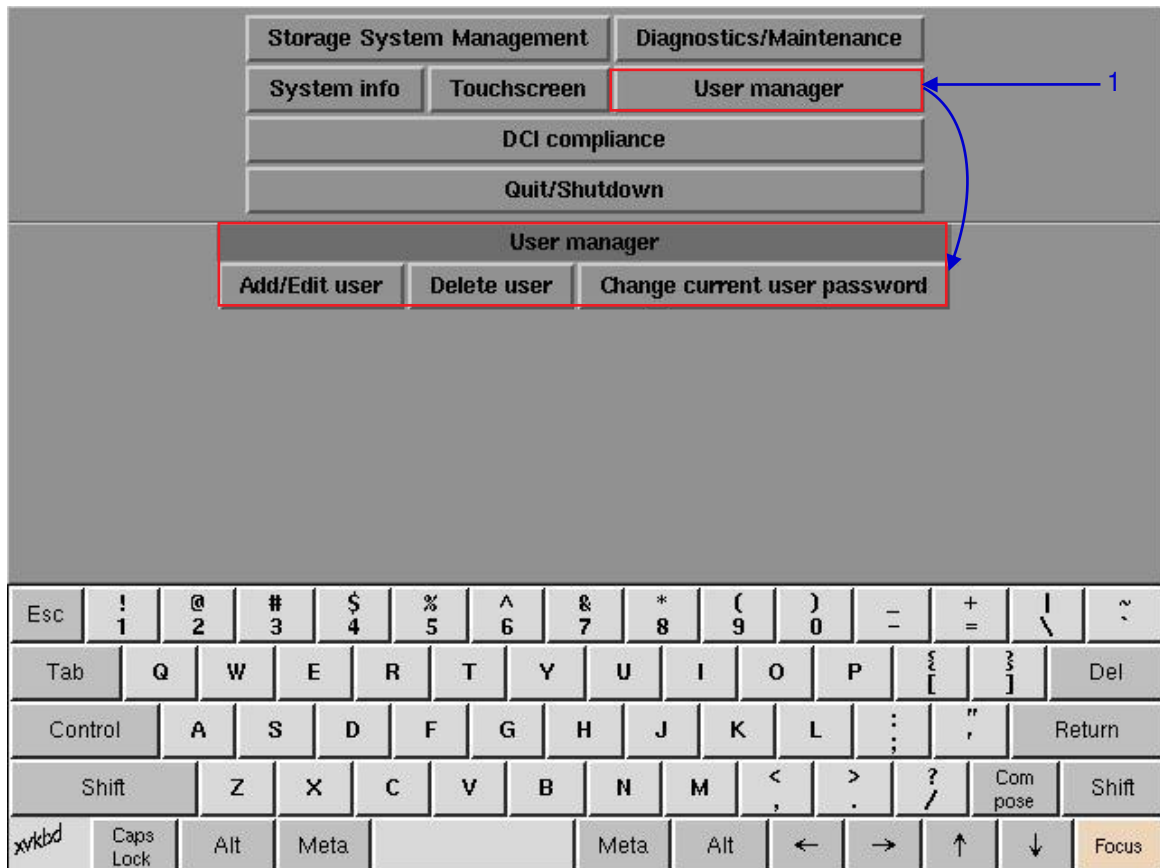 Storage System Management Diagnostics/Maintenance
System info Touchscreen User manager 1
DCI compliance
Quit/Shutdown
User manager
Add/Edit user Delete user Change current user password
Esc ! 1 @ 2 # 3 $ 4 % 5 ^ 6 & 7 * 8 ( 9 ) 0 _ - + = | \ ~ `
Tab Q W E R T Y U I O P { [ } ] Del
Control A S D F G H J K L : ; " ' Return
Shift Z X C V B N M < , > . ? / Com pose Shift
xvkbd Caps Lock Alt Meta Meta Alt ← → ↑ ↓ Focus